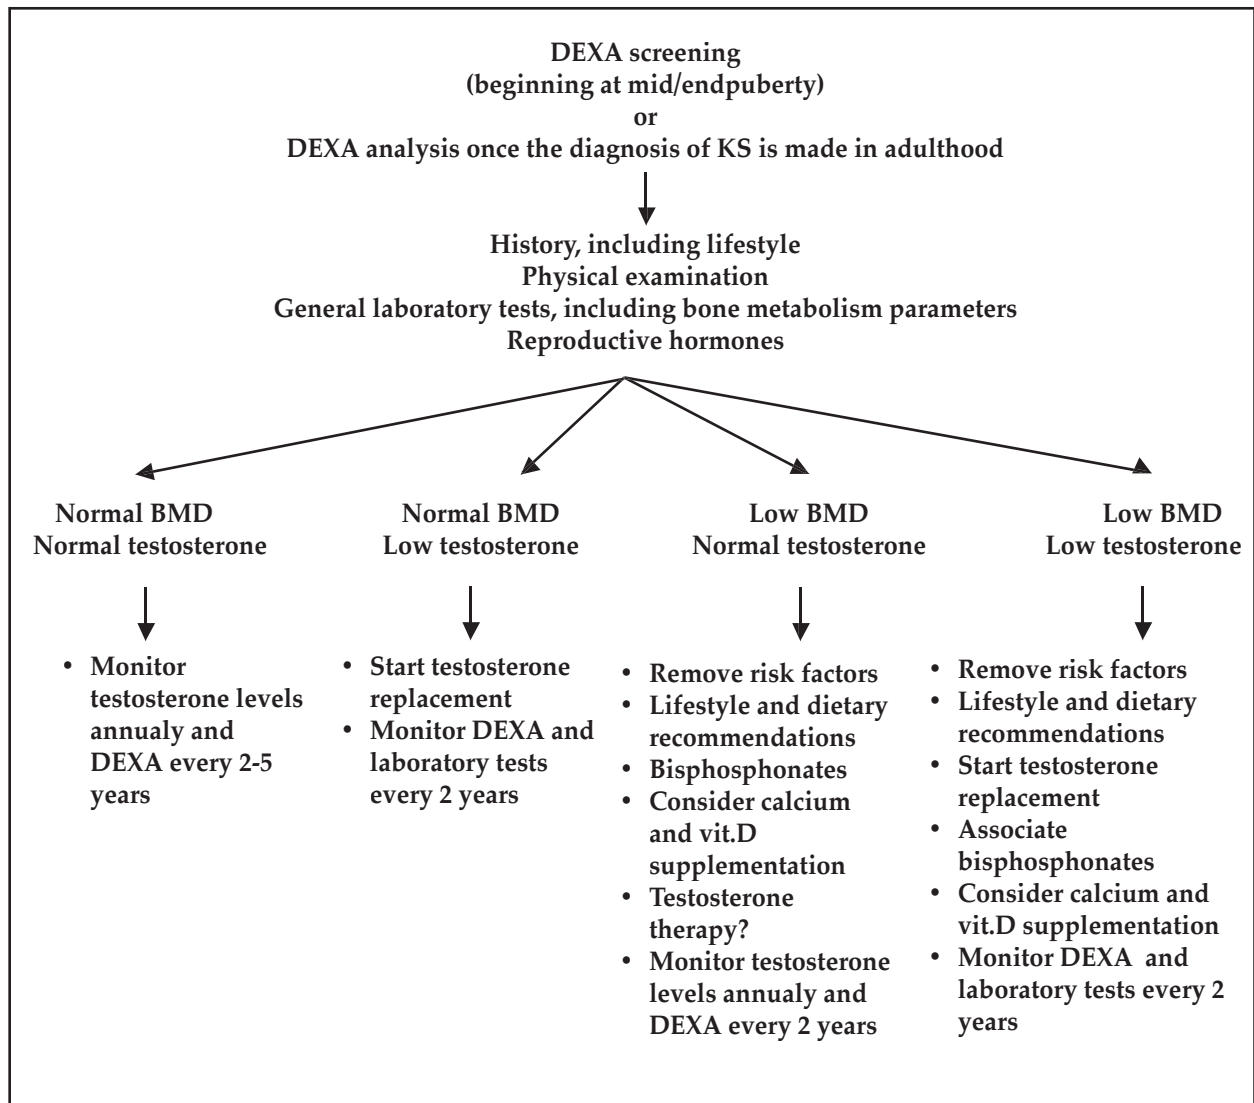 DEXA screening
(beginning at mid/endpuberty)
or
DEXA analysis once the diagnosis of KS is made in adulthood
History, including lifestyle
Physical examination
General laboratory tests, including bone metabolism parameters
Reproductive hormones
Normal BMD
Normal testosterone
Normal BMD
Low testosterone
Low BMD
Normal testosterone
Low BMD
Low testosterone
• Monitor
testosterone levels
annualy and
DEXA every 2-5
years
• Start testosterone
replacement
• Monitor DEXA and
laboratory tests
every 2 years
• Remove risk factors
• Lifestyle and dietary
recommendations
• Bisphosphonates
• Consider calcium
and vit.D
supplementation
• Testosterone
therapy?
• Monitor testosterone
levels annualy and
DEXA every 2 years
• Remove risk factors
• Lifestyle and dietary
recommendations
• Start testosterone
replacement
• Associate
bisphosphonates
• Consider calcium and
vit.D supplementation
• Monitor DEXA and
laboratory tests every 2
years